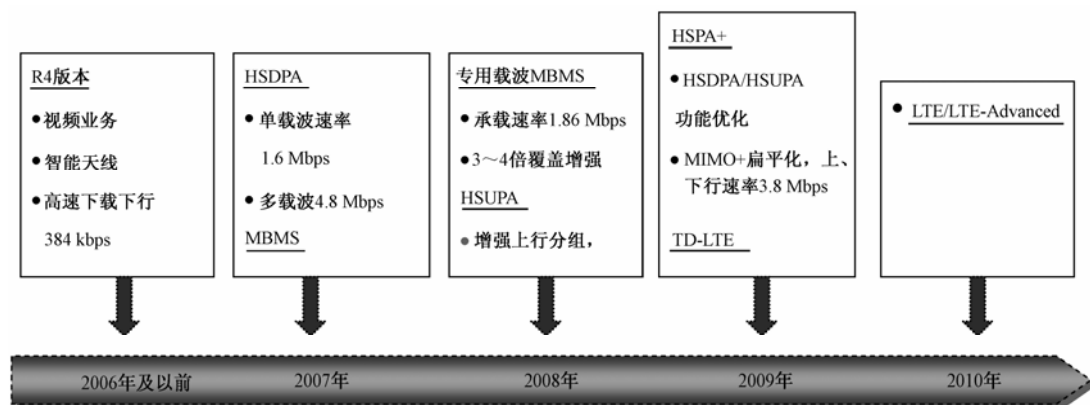 R4版本
●视频业务
●智能天线
●高速下载下行
384 kbps
HSDPA
●单载波速率
1.6 Mbps
●多载波4.8 Mbps
MBMS
专用载波MBMS
●承载速率1.86 Mbps
●3～4倍覆盖增强
HSUPA
●增强上行分组，
HSPA+
●HSDPA/HSUPA
功能优化
●MIMO+扁平化，上、
下行速率3.8 Mbps
TD-LTE
●LTE/LTE-Advanced
2006年及以前
2007年
2008年
2009年
2010年